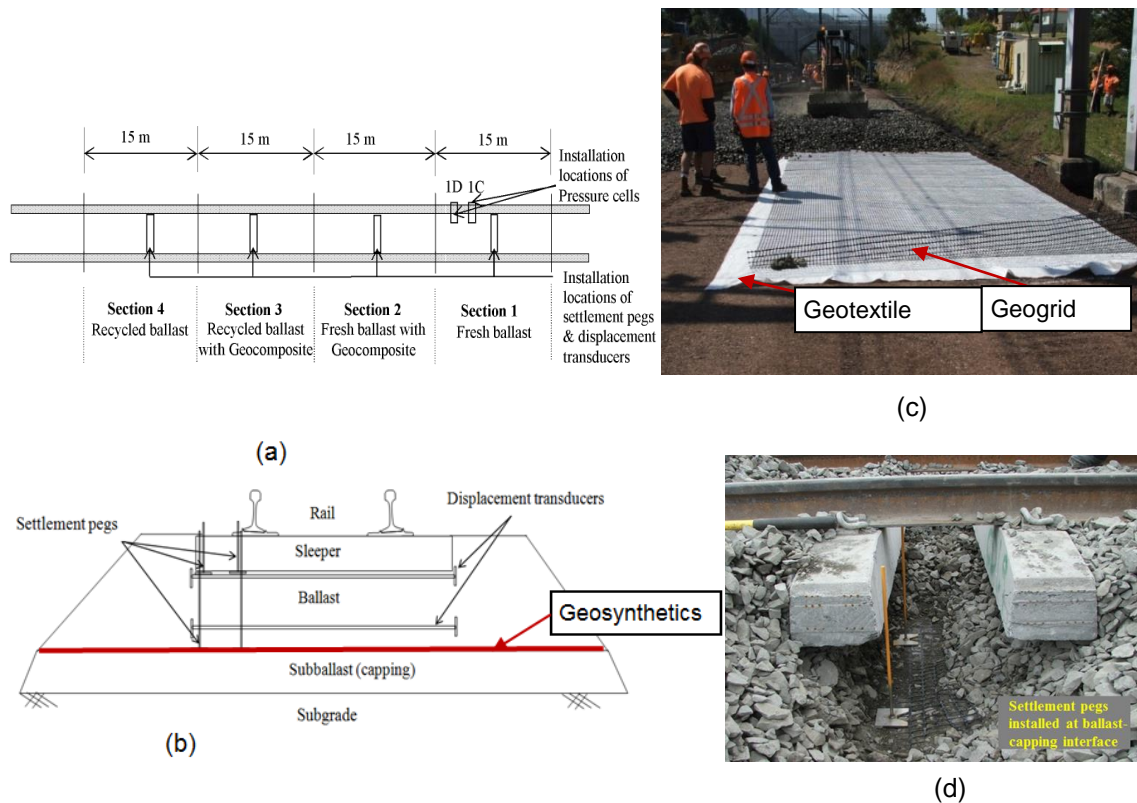 15 m
15 m
15 m
15 m
Installation
locations of
Pressure cells
1D 1C
Installation
locations of
settlement pegs
& displacement
transducers
Section 4
Recycled ballast
Section 3
Recycled ballast
with Geocomposite
Section 2
Fresh ballast with
Geocomposite
Section 1
Fresh ballast
(a)
Geotextile
Geogrid
(c)
Settlement pegs
Rail
Displacement transducers
Sleeper
Ballast
Geosynthetics
Subballast (capping)
Subgrade
(b)
Settlement pegs
installed at ballast-
capping interface
(d)